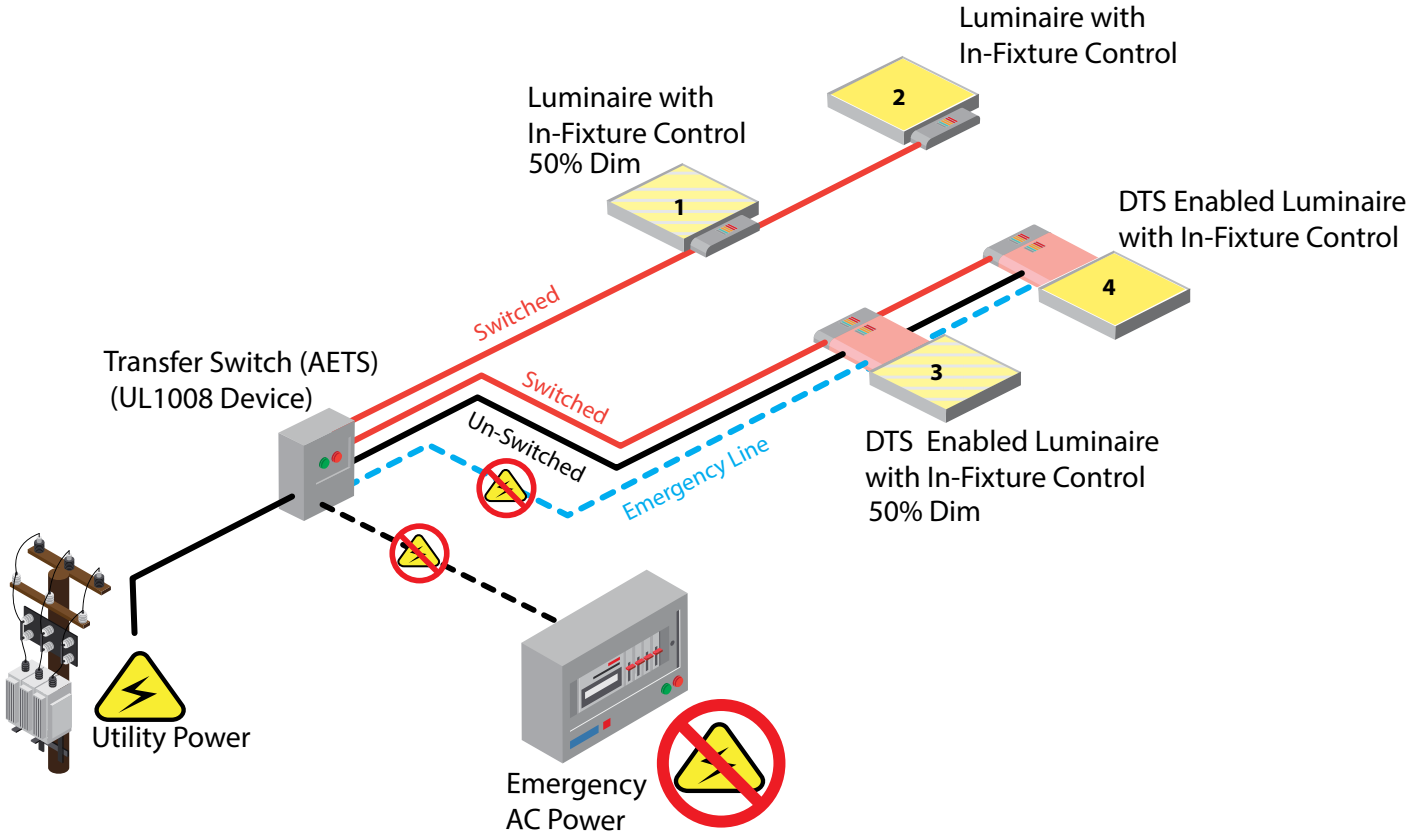 Luminaire with
In-Fixture Control
2
Luminaire with
In-Fixture Control
50% Dim
1
DTS Enabled Luminaire
with In-Fixture Control
4
Switched
Transfer Switch (AETS)
(UL1008 Device)
Switched
3
Un-Switched
Emergency Line
DTS  Enabled Luminaire
with In-Fixture Control
50% Dim
Utility Power
Emergency
AC Power